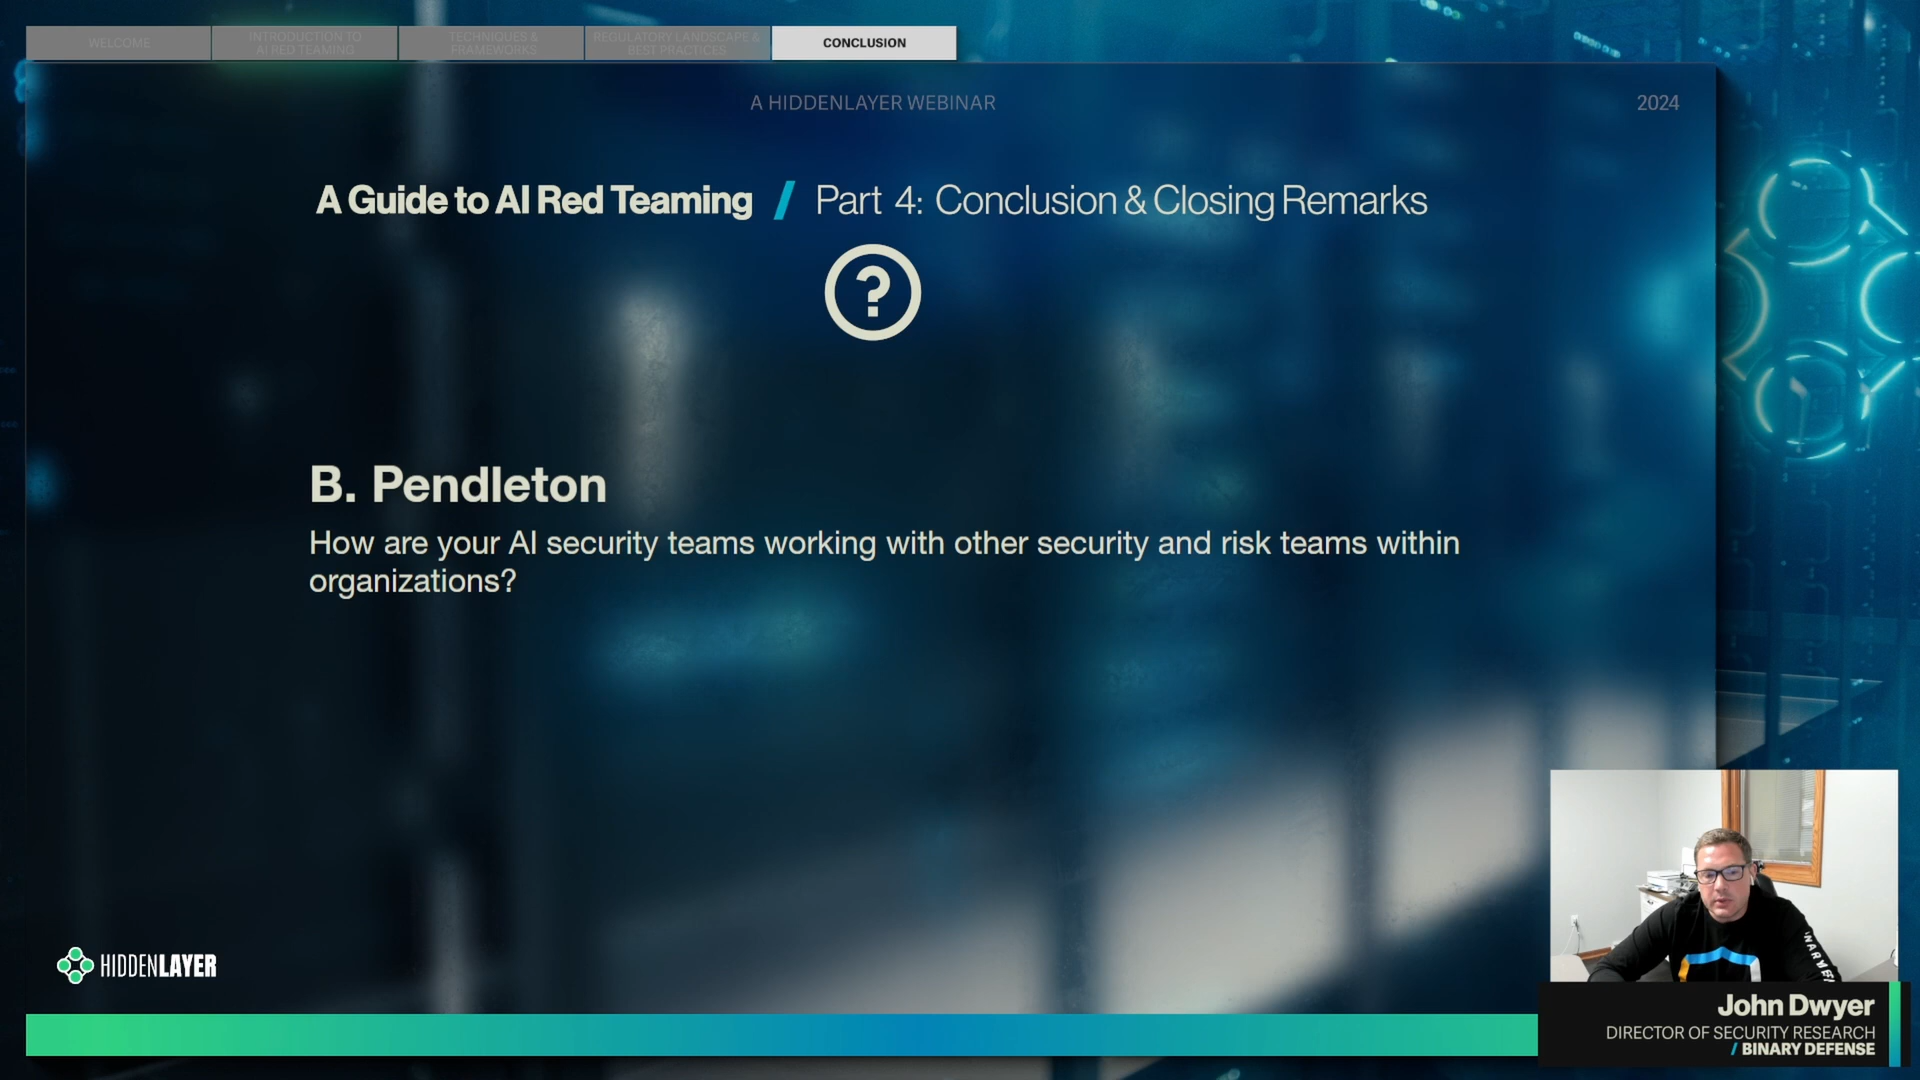 WELCOME
INTRODUCTION TO
AI RED TEAMING
TECHNIQUES &
FRAMEWORKS
REGULATORY LANDSCAPE &
BEST PRACTICES
CONCLUSION
A HIDDENLAYER WEBINAR
2024
A Guide to AI Red Teaming / Part 4: Conclusion & Closing Remarks
?
B. Pendleton
How are your AI security teams working with other security and risk teams within
organizations?
HIDDENLAYER
John Dwyer
DIRECTOR OF SECURITY RESEARCH
/ BINARY DEFENSE